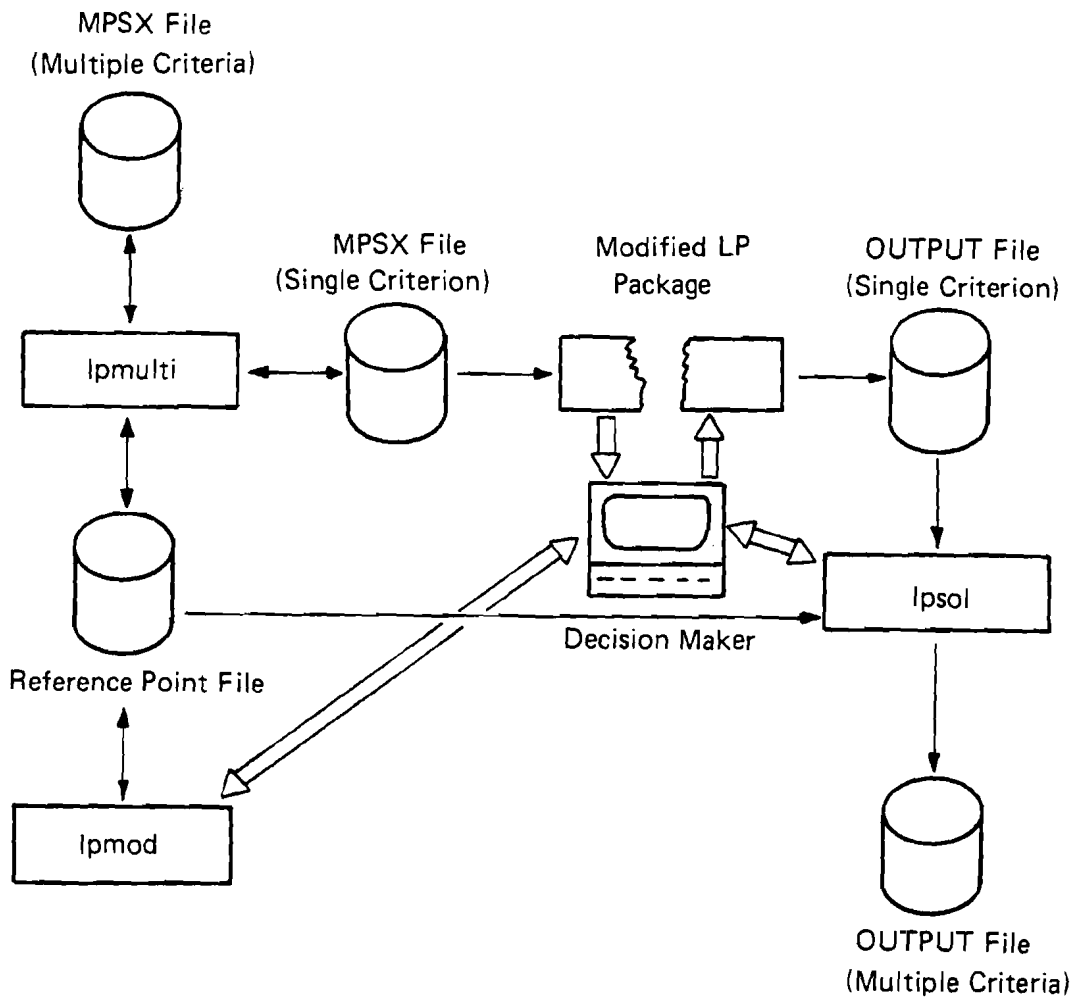 MPSX File
(Multiple Criteria)
MPSX File
(Single Criterion)
Modified LP
Package
OUTPUT File
(Single Criterion)
lpmulti
lpsol
Decision Maker
Reference Point File
lpmod
OUTPUT File
(Multiple Criteria)